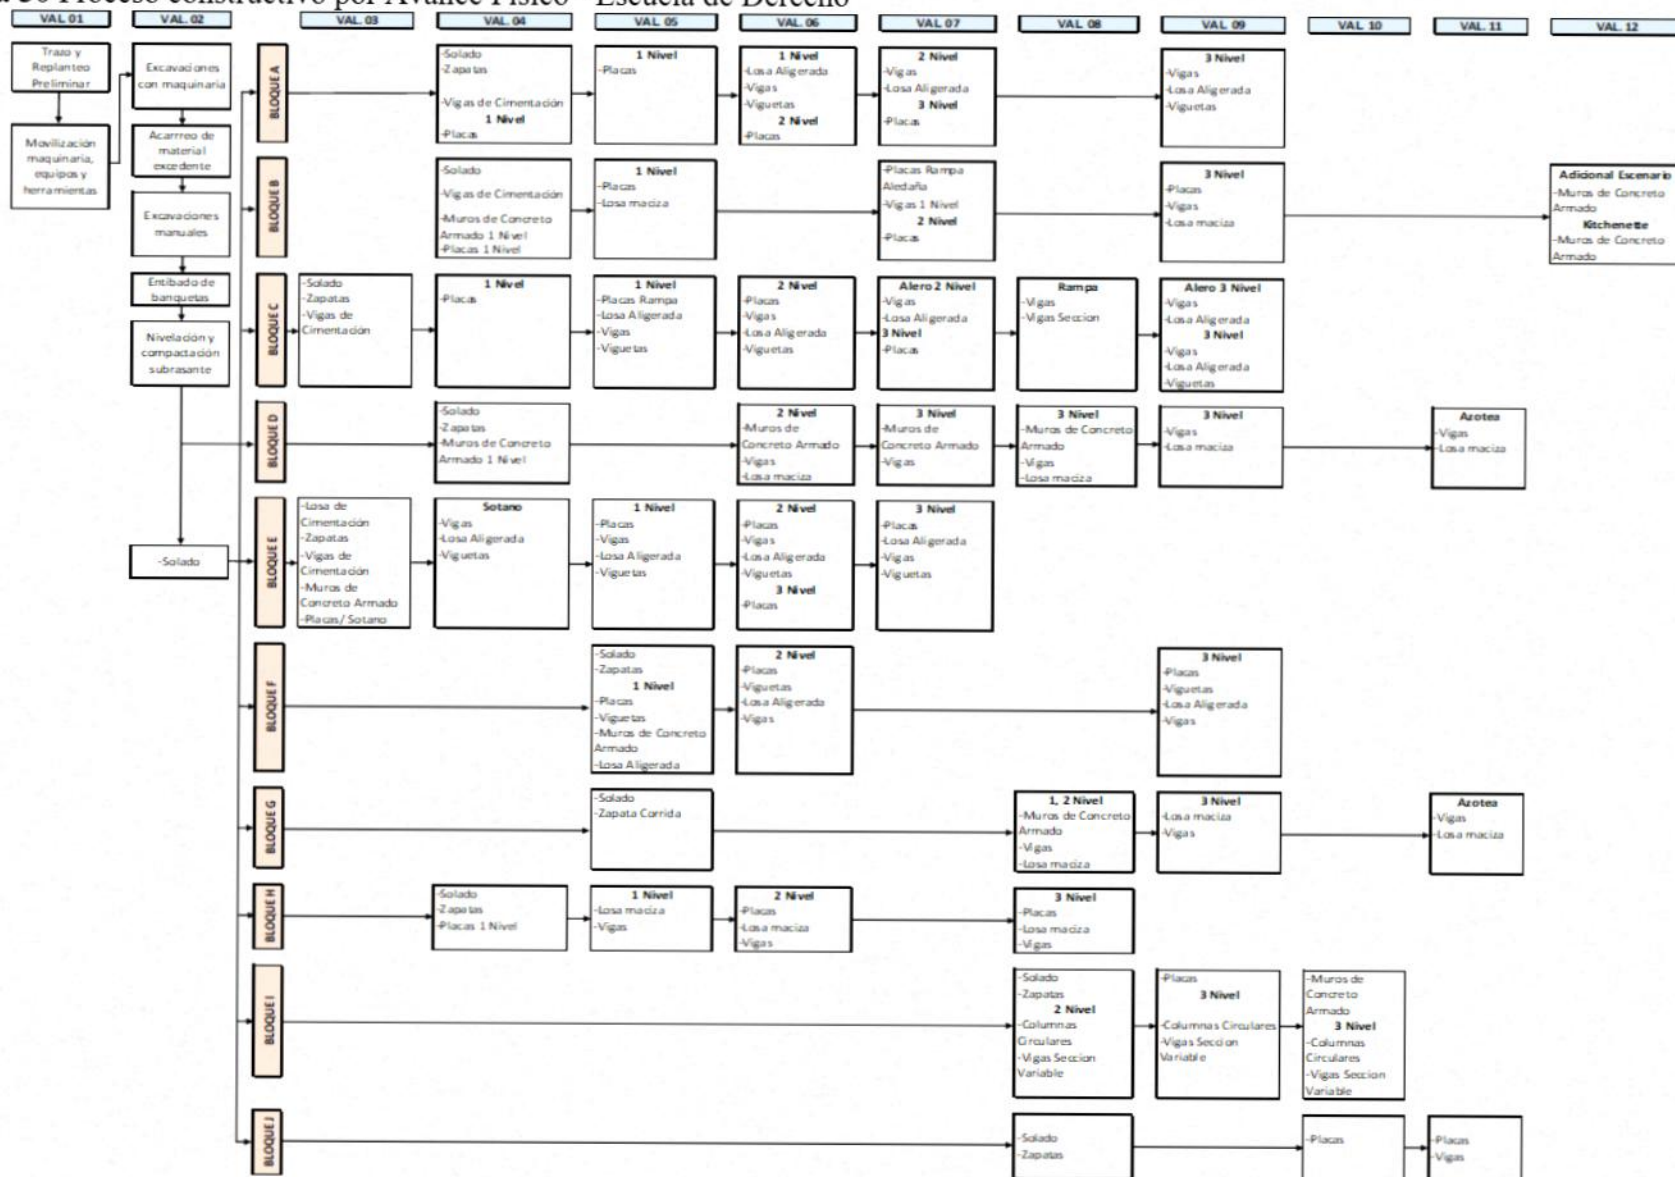 a 36 Proceso constructivo por Avance Físico - Escuela de Derecho
VAL 01
VAL. 02
VAL. 03
VAL. 04
VAL 05
VAL.06
VAL 07
VAL. 08
VAL 09
VAL. 10
VAL. 11
VAL. 12
Trazo y
Replanteo
Preliminar
Movilización
maquinaria,
equipos y
herramientas
Excavaciones
con maquinaria
Acarrreo de
material
excedente
Excavaciones
manuales
Entibado de
banquetas
Nivelación y
compactación
subrasante
-Solado
BLOQUE A
-Solado
-Zapatas
-Vigas de Cimentación
1 Nivel
-Placas
1 Nivel
-Placas
1 Nivel
-Losa Aligerada
-Vigas
-Viguetas
2 Nivel
-Placas
2 Nivel
-Vigas
-Losa Aligerada
3 Nivel
-Placas
3 Nivel
-Vigas
-Losa Aligerada
-Viguetas
BLOQUE B
-Solado
-Vigas de Cimentación
-Muros de Concreto
Armado 1 Nivel
-Placas 1 Nivel
1 Nivel
-Placas
-Losa maciza
-Placas Rampa
Aledaña
-Vigas 1 Nivel
2 Nivel
-Placas
3 Nivel
-Placas
-Vigas
-Losa maciza
Adicional Escenario
-Muros de Concreto
Armado
Kitchenette
-Muros de Concreto
Armado
BLOQUE C
-Solado
-Zapatas
-Vigas de
Cimentación
1 Nivel
-Placas
1 Nivel
-Placas Rampa
-Losa Aligerada
-Vigas
-Viguetas
2 Nivel
-Placas
-Vigas
-Losa Aligerada
-Viguetas
Alero 2 Nivel
-Vigas
-Losa Aligerada
3 Nivel
-Placas
Rampa
-Vigas
-Vigas Seccion
Alero 3 Nivel
-Vigas
-Losa Aligerada
3 Nivel
-Vigas
-Losa Aligerada
-Viguetas
BLOQUE D
-Solado
-Zapatas
-Muros de Concreto
Armado 1 Nivel
2 Nivel
-Muros de
Concreto Armado
-Vigas
-Losa maciza
3 Nivel
-Muros de
Concreto Armado
-Vigas
3 Nivel
-Muros de Concreto
Armado
-Vigas
-Losa maciza
3 Nivel
-Vigas
-Losa maciza
Azotea
-Vigas
-Losa maciza
BLOQUE E
-Losa de
Cimentación
-Zapatas
-Vigas de
Cimentación
-Muros de
Concreto Armado
-Placas/ Sotano
Sotano
-Vigas
-Losa Aligerada
-Viguetas
1 Nivel
-Placas
-Vigas
-Losa Aligerada
-Viguetas
2 Nivel
-Placas
-Vigas
-Losa Aligerada
-Viguetas
3 Nivel
-Placas
3 Nivel
-Placas
-Losa Aligerada
-Vigas
-Viguetas
BLOQUE F
-Solado
-Zapatas
1 Nivel
-Placas
-Viguetas
-Muros de Concreto
Armado
-Losa Aligerada
2 Nivel
-Placas
-Viguetas
-Losa Aligerada
-Vigas
3 Nivel
-Placas
-Viguetas
-Losa Aligerada
-Vigas
BLOQUE G
-Solado
-Zapata Corrida
1, 2 Nivel
-Muros de Concreto
Armado
-Vigas
-Losa maciza
3 Nivel
-Losa maciza
-Vigas
Azotea
-Vigas
-Losa maciza
BLOQUE H
-Solado
-Zapatas
-Placas 1 Nivel
1 Nivel
-Losa maciza
-Vigas
2 Nivel
-Placas
-Losa maciza
-Vigas
3 Nivel
-Placas
-Losa maciza
-Vigas
BLOQUE I
-Solado
-Zapatas
2 Nivel
-Columnas
Circulares
-Vigas Seccion
Variable
-Placas
3 Nivel
-Columnas Circulares
-Vigas Seccion
Variable
-Muros de
Concreto
Armado
3 Nivel
-Columnas
Circulares
-Vigas Seccion
Variable
BLOQUE J
-Solado
-Zapatas
-Placas
-Placas
-Vigas